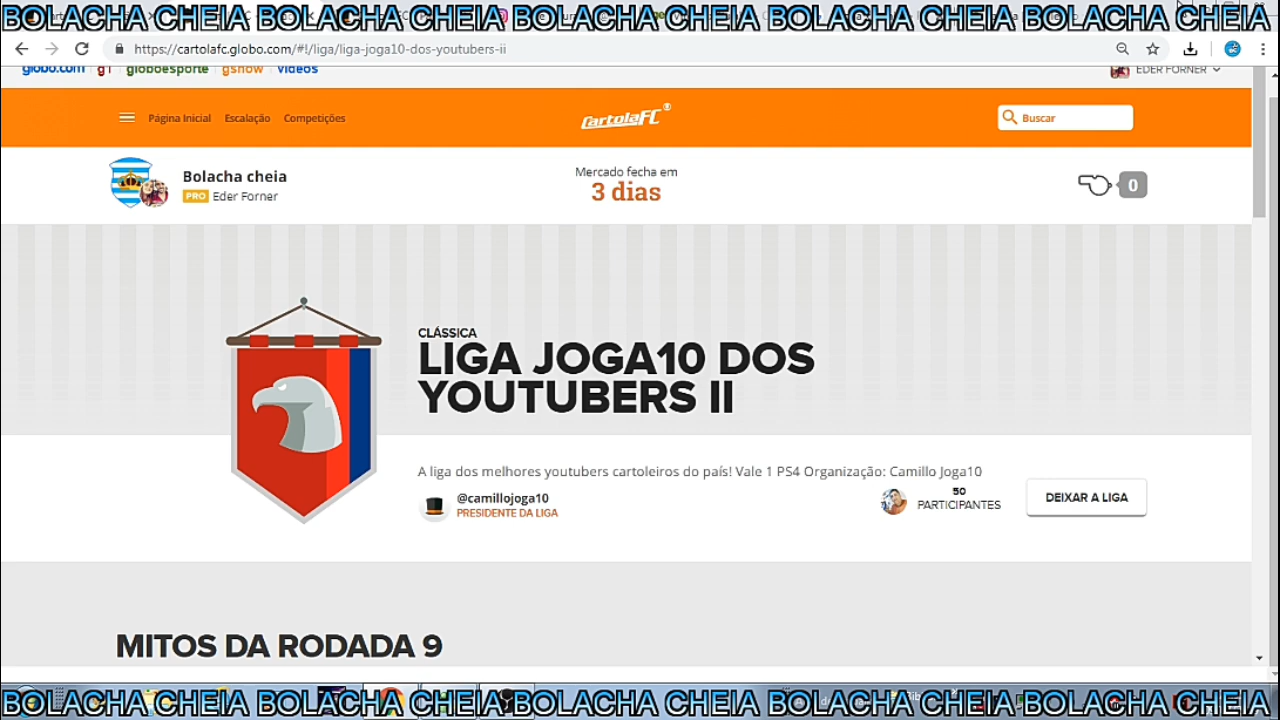 BOLACHA CHEIA BOLACHA CHEIA BOLACHA CHEIA BOLACHA CHEIA BOLACHA CHEIA
https://cartolafc.globo.com/#!/liga/liga-joga10-dos-youtubers-ii
globo.com g1 globoesporte gshow vídeos EDER FORNER
Página Inicial Escalação Competições CartolaFC® Buscar
Bolacha cheia
PRO Eder Forner
Mercado fecha em
3 dias
0
CLÁSSICA
LIGA JOGA10 DOS
YOUTUBERS II
A liga dos melhores youtubers cartoleiros do país! Vale 1 PS4 Organização: Camillo Joga10
@camillojoga10
PRESIDENTE DA LIGA
50
PARTICIPANTES
DEIXAR A LIGA
MITOS DA RODADA 9
BOLACHA CHEIA BOLACHA CHEIA BOLACHA CHEIA BOLACHA CHEIA BOLACHA CHEIA